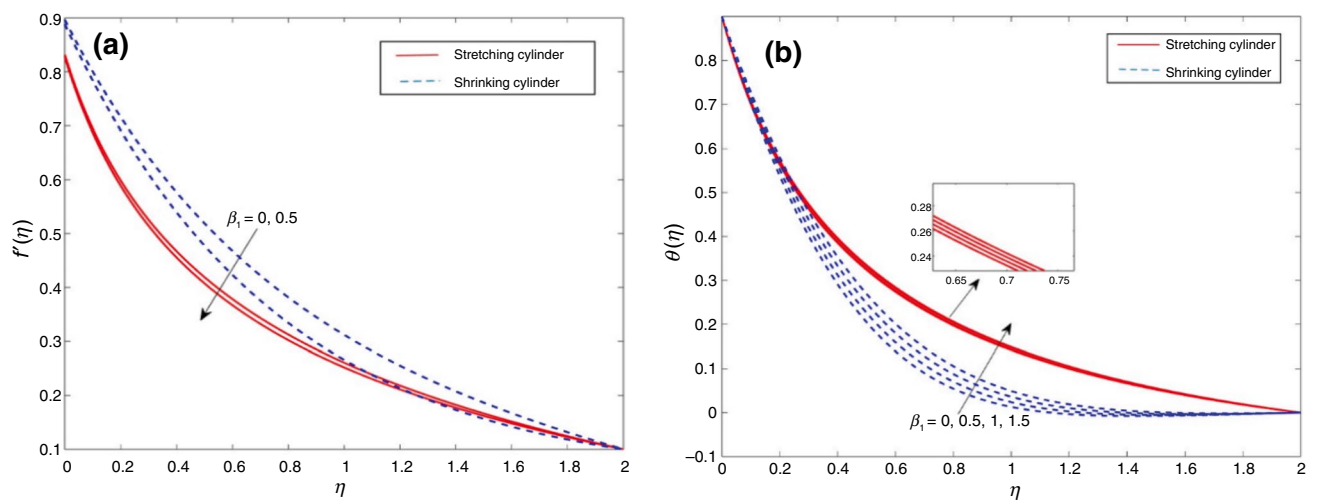 (a)
Stretching cylinder
Shrinking cylinder
β₁ = 0, 0.5
f′(η)
0.9
0.8
0.7
0.6
0.5
0.4
0.3
0.2
0.1
0 0.2 0.4 0.6 0.8 1 1.2 1.4 1.6 1.8 2
η
(b)
Stretching cylinder
Shrinking cylinder
0.28
0.26
0.24
0.65 0.7 0.75
β₁ = 0, 0.5, 1, 1.5
θ(η)
0.8
0.7
0.6
0.5
0.4
0.3
0.2
0.1
0
–0.1
0 0.2 0.4 0.6 0.8 1 1.2 1.4 1.6 1.8 2
η